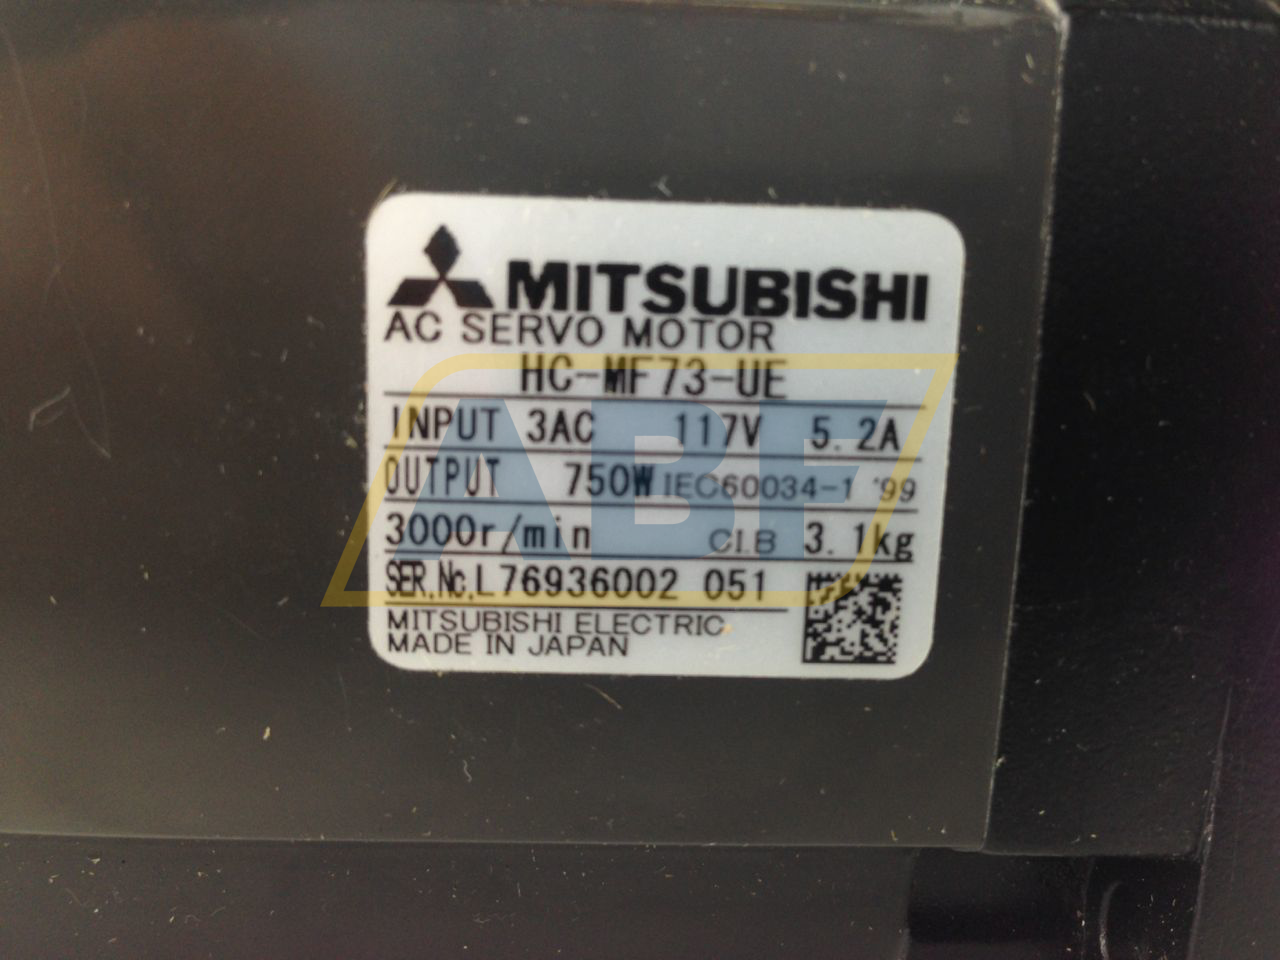 MITSUBISHI
AC SERVO MOTOR
HC-MF73-UE
INPUT 3AC 117V 5.2A
OUTPUT 750W IEC60034-1 '99
3000r/min CI.B 3.1kg
SER.No.L76936002 051
MITSUBISHI ELECTRIC
MADE IN JAPAN
ABF